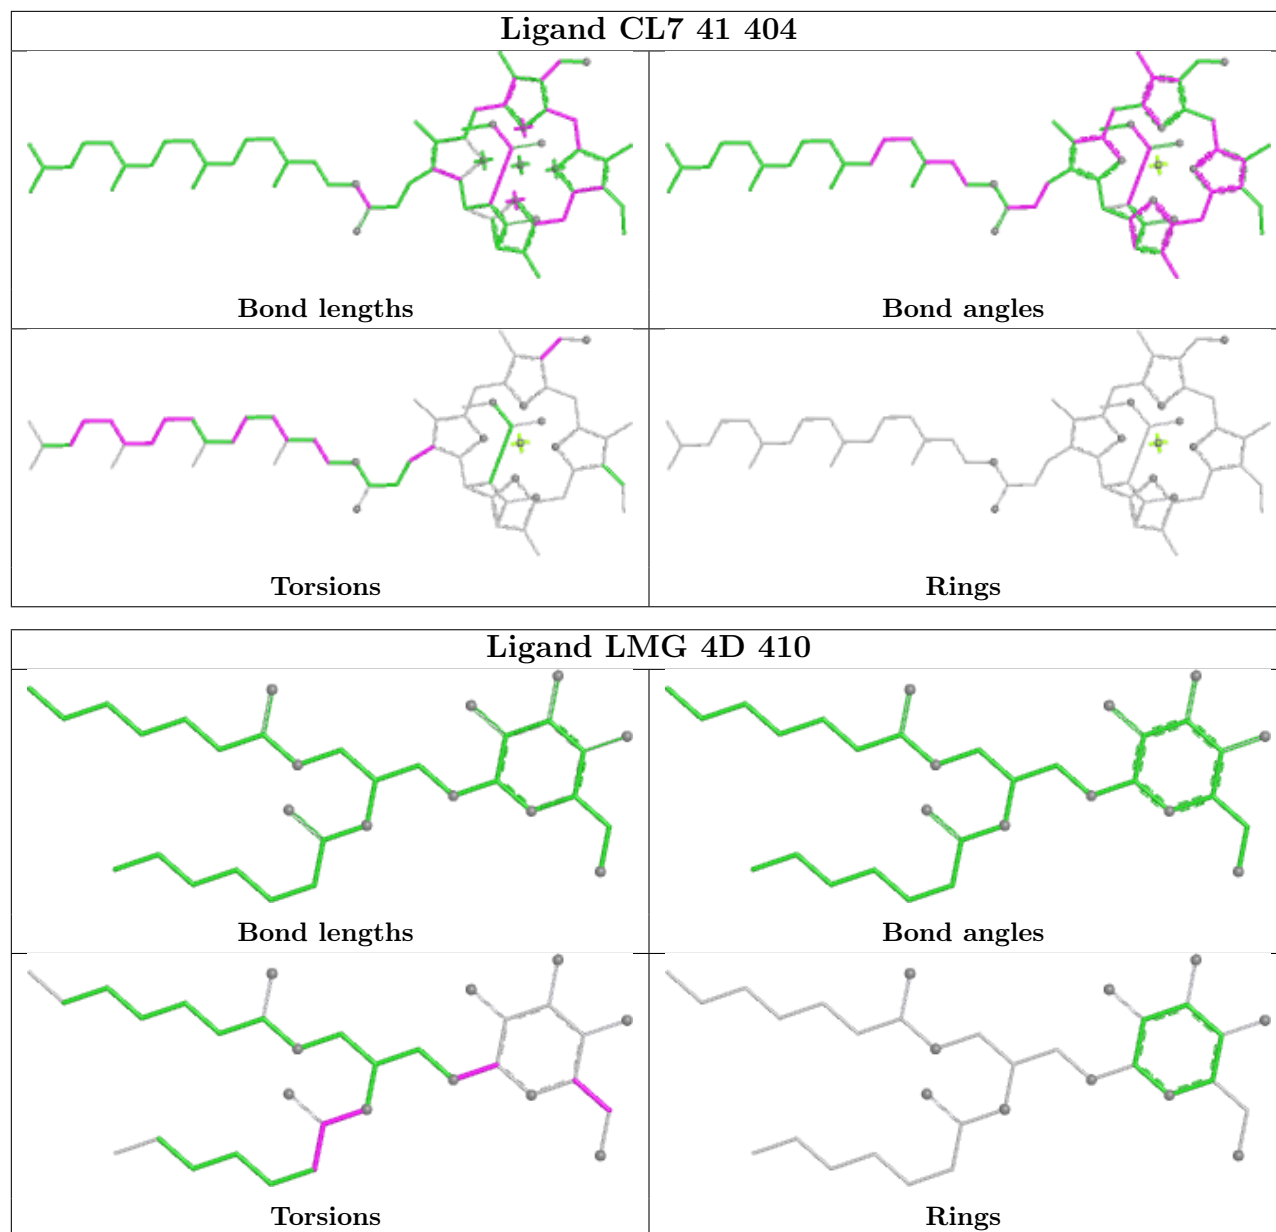 Ligand CL7 41 404
Bond lengths
Bond angles
Torsions
Rings
Ligand LMG 4D 410
Bond lengths
Bond angles
Torsions
Rings